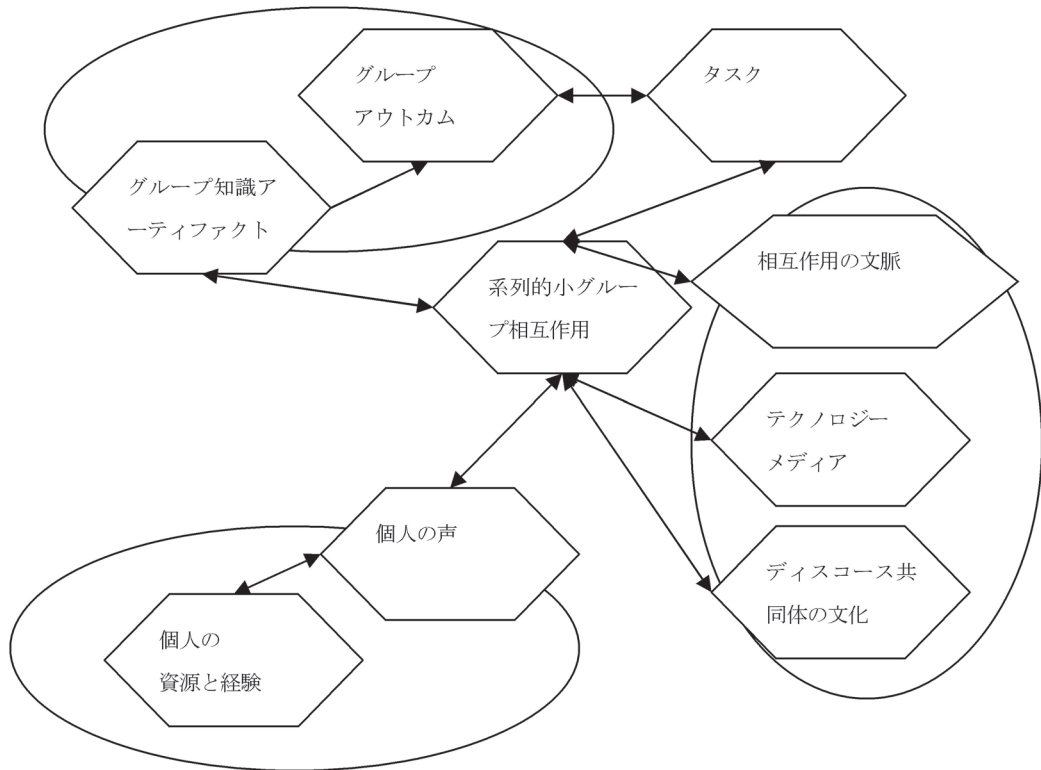 グループ
アウトカム
タスク
グループ知識ア
ーティファクト
系列的小グルー
プ相互作用
相互作用の文脈
テクノロジー
メディア
個人の声
ディスコース共
同体の文化
個人の
資源と経験